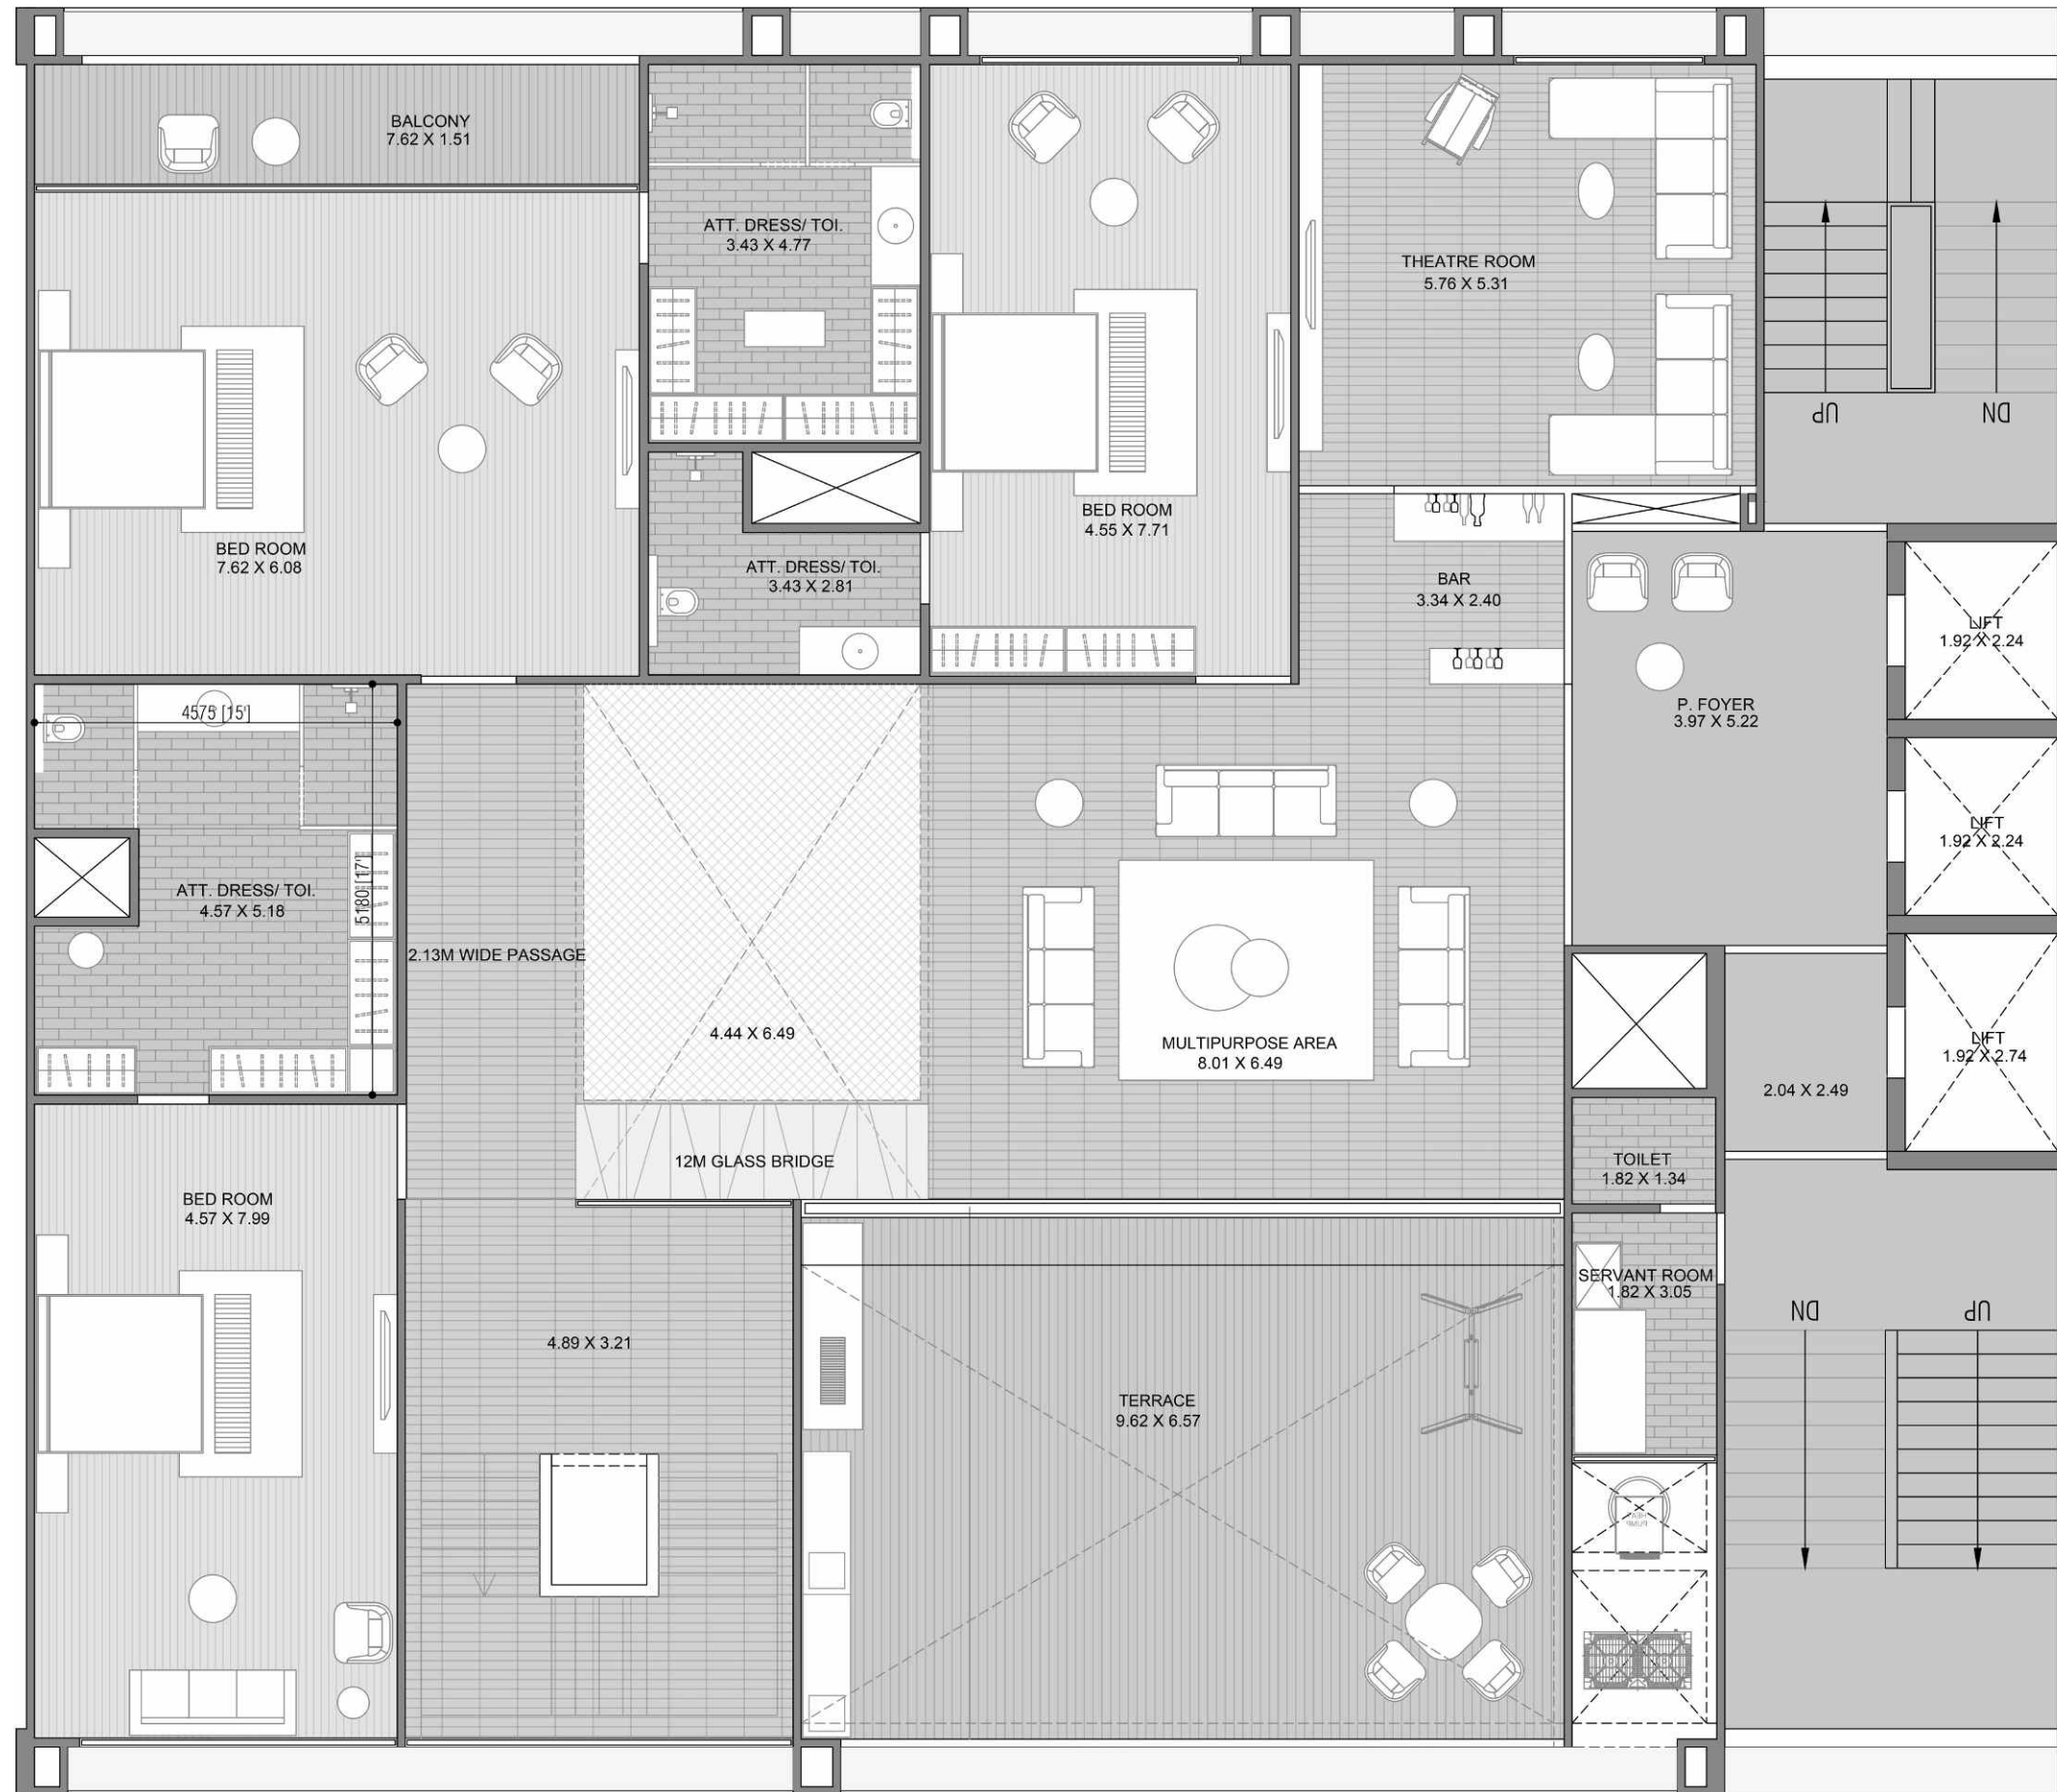 BALCONY
7.62 X 1.51
ATT. DRESS/ TOI.
3.43 X 4.77
THEATRE ROOM
5.76 X 5.31
UP
DN
BED ROOM
7.62 X 6.08
BED ROOM
4.55 X 7.71
ATT. DRESS/ TOI.
3.43 X 2.81
BAR
3.34 X 2.40
LIFT
1.92 X 2.24
P. FOYER
3.97 X 5.22
4575 [15']
LIFT
1.92 X 2.24
5180 [17']
ATT. DRESS/ TOI.
4.57 X 5.18
2.13M WIDE PASSAGE
4.44 X 6.49
MULTIPURPOSE AREA
8.01 X 6.49
LIFT
1.92 X 2.74
2.04 X 2.49
12M GLASS BRIDGE
TOILET
1.82 X 1.34
BED ROOM
4.57 X 7.99
SERVANT ROOM
1.82 X 3.05
DN
UP
4.89 X 3.21
TERRACE
9.62 X 6.57
PUMP